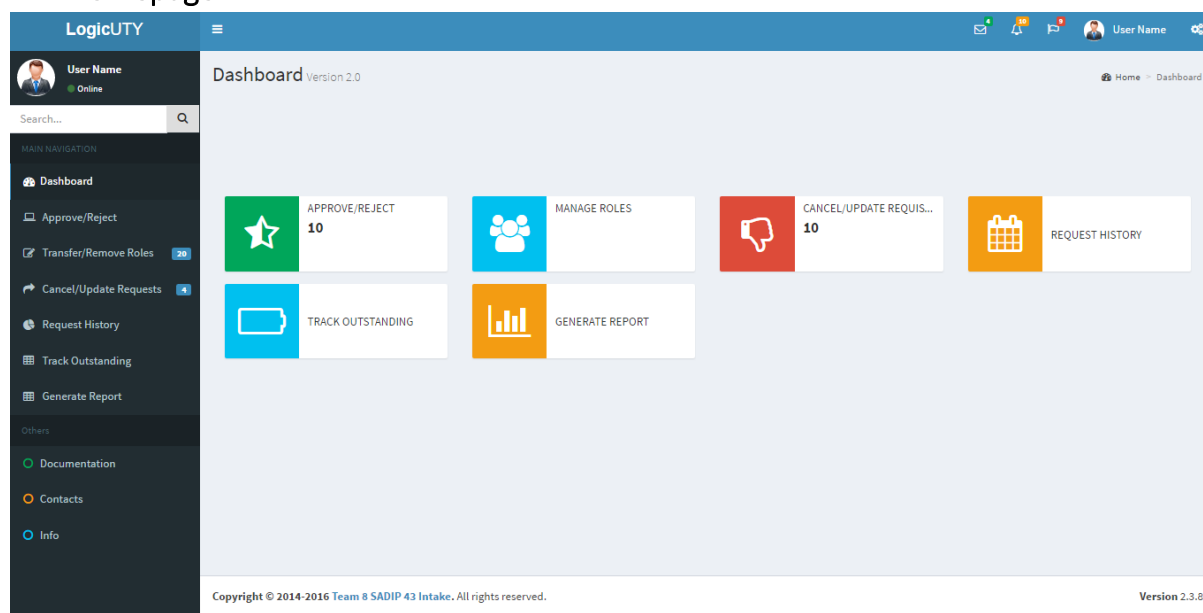 LogicUTY
4
10
9
User Name
User Name
Online
Dashboard Version 2.0
Home > Dashboard
Search...
MAIN NAVIGATION
Dashboard
Approve/Reject
Transfer/Remove Roles 20
Cancel/Update Requests 4
Request History
Track Outstanding
Generate Report
Others
Documentation
Contacts
Info
APPROVE/REJECT
10
MANAGE ROLES
CANCEL/UPDATE REQUIS...
10
REQUEST HISTORY
TRACK OUTSTANDING
GENERATE REPORT
Copyright © 2014-2016 Team 8 SADIP 43 Intake. All rights reserved.
Version 2.3.8